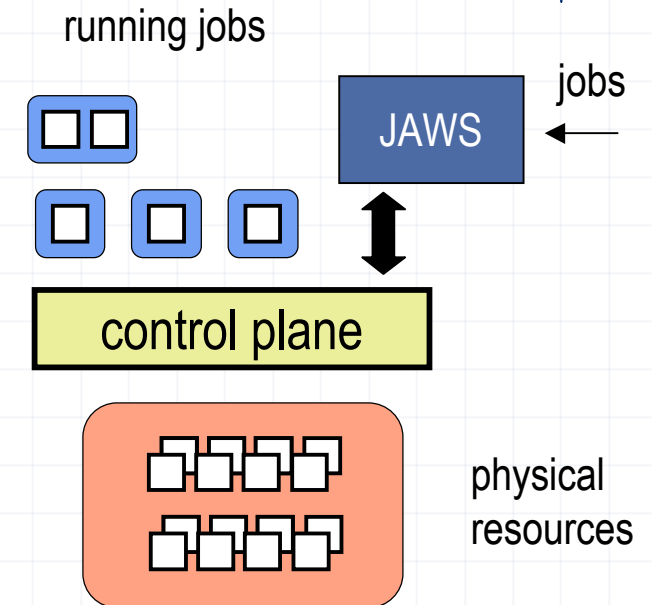 running jobs
jobs
JAWS
control plane
physical
resources